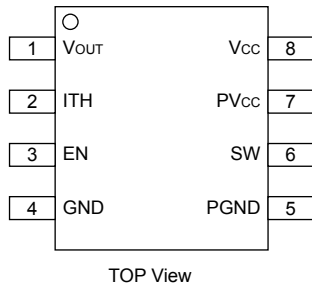 1 VOUT VCC 8
2 ITH PVCC 7
3 EN SW 6
4 GND PGND 5
TOP View